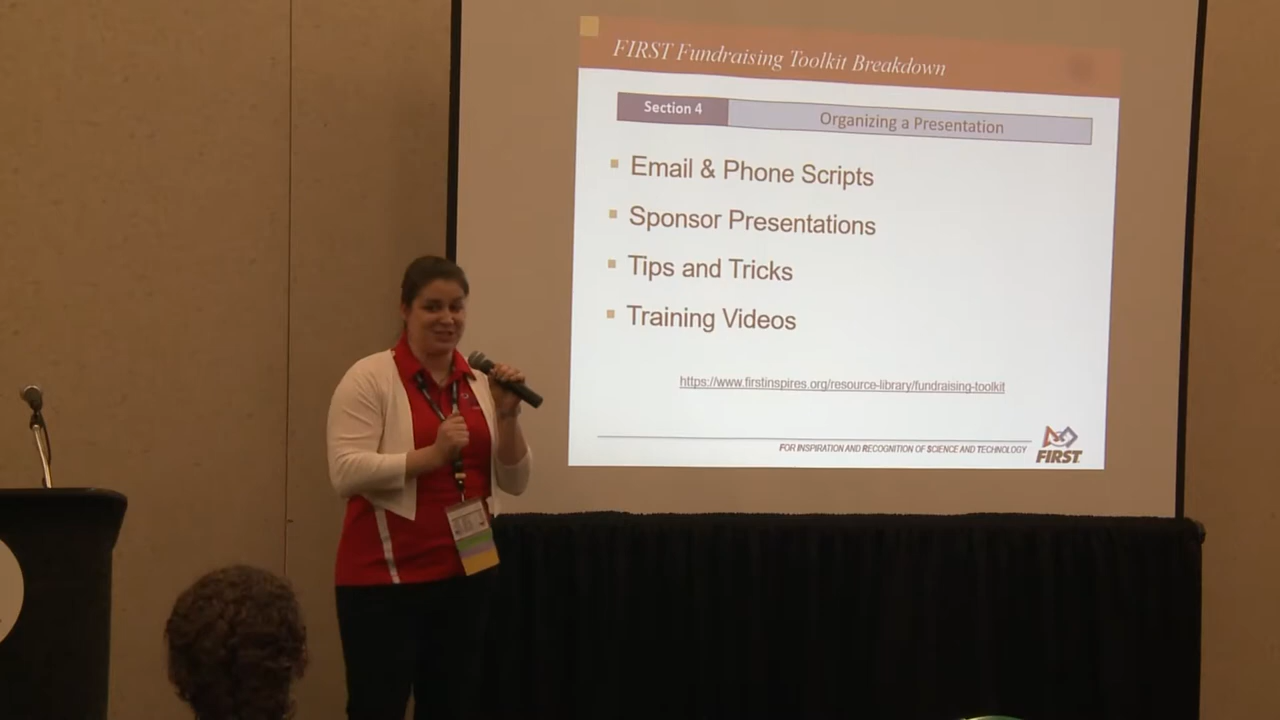 FIRST Fundraising Toolkit Breakdown
Section 4
Organizing a Presentation
Email & Phone Scripts
Sponsor Presentations
Tips and Tricks
Training Videos
https://www.firstinspires.org/resource-library/fundraising-toolkit
FOR INSPIRATION AND RECOGNITION OF SCIENCE AND TECHNOLOGY
FIRST